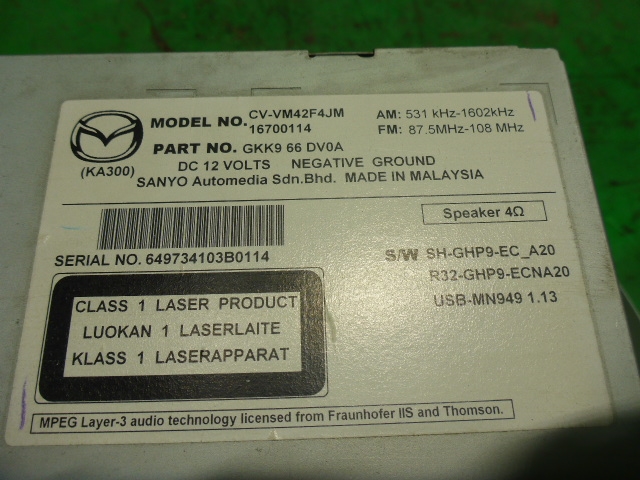 (KA300)
MODEL NO. CV-VM42F4JM
16700114
AM: 531 kHz-1602kHz
FM: 87.5MHz-108 MHz
PART NO. GKK9 66 DV0A
DC 12 VOLTS NEGATIVE GROUND
SANYO Automedia Sdn.Bhd. MADE IN MALAYSIA
Speaker 4Ω
SERIAL NO. 649734103B0114
S/W SH-GHP9-EC_A20
R32-GHP9-ECNA20
USB-MN949 1.13
CLASS 1 LASER PRODUCT
LUOKAN 1 LASERLAITE
KLASS 1 LASERAPPARAT
MPEG Layer-3 audio technology licensed from Fraunhofer IIS and Thomson.